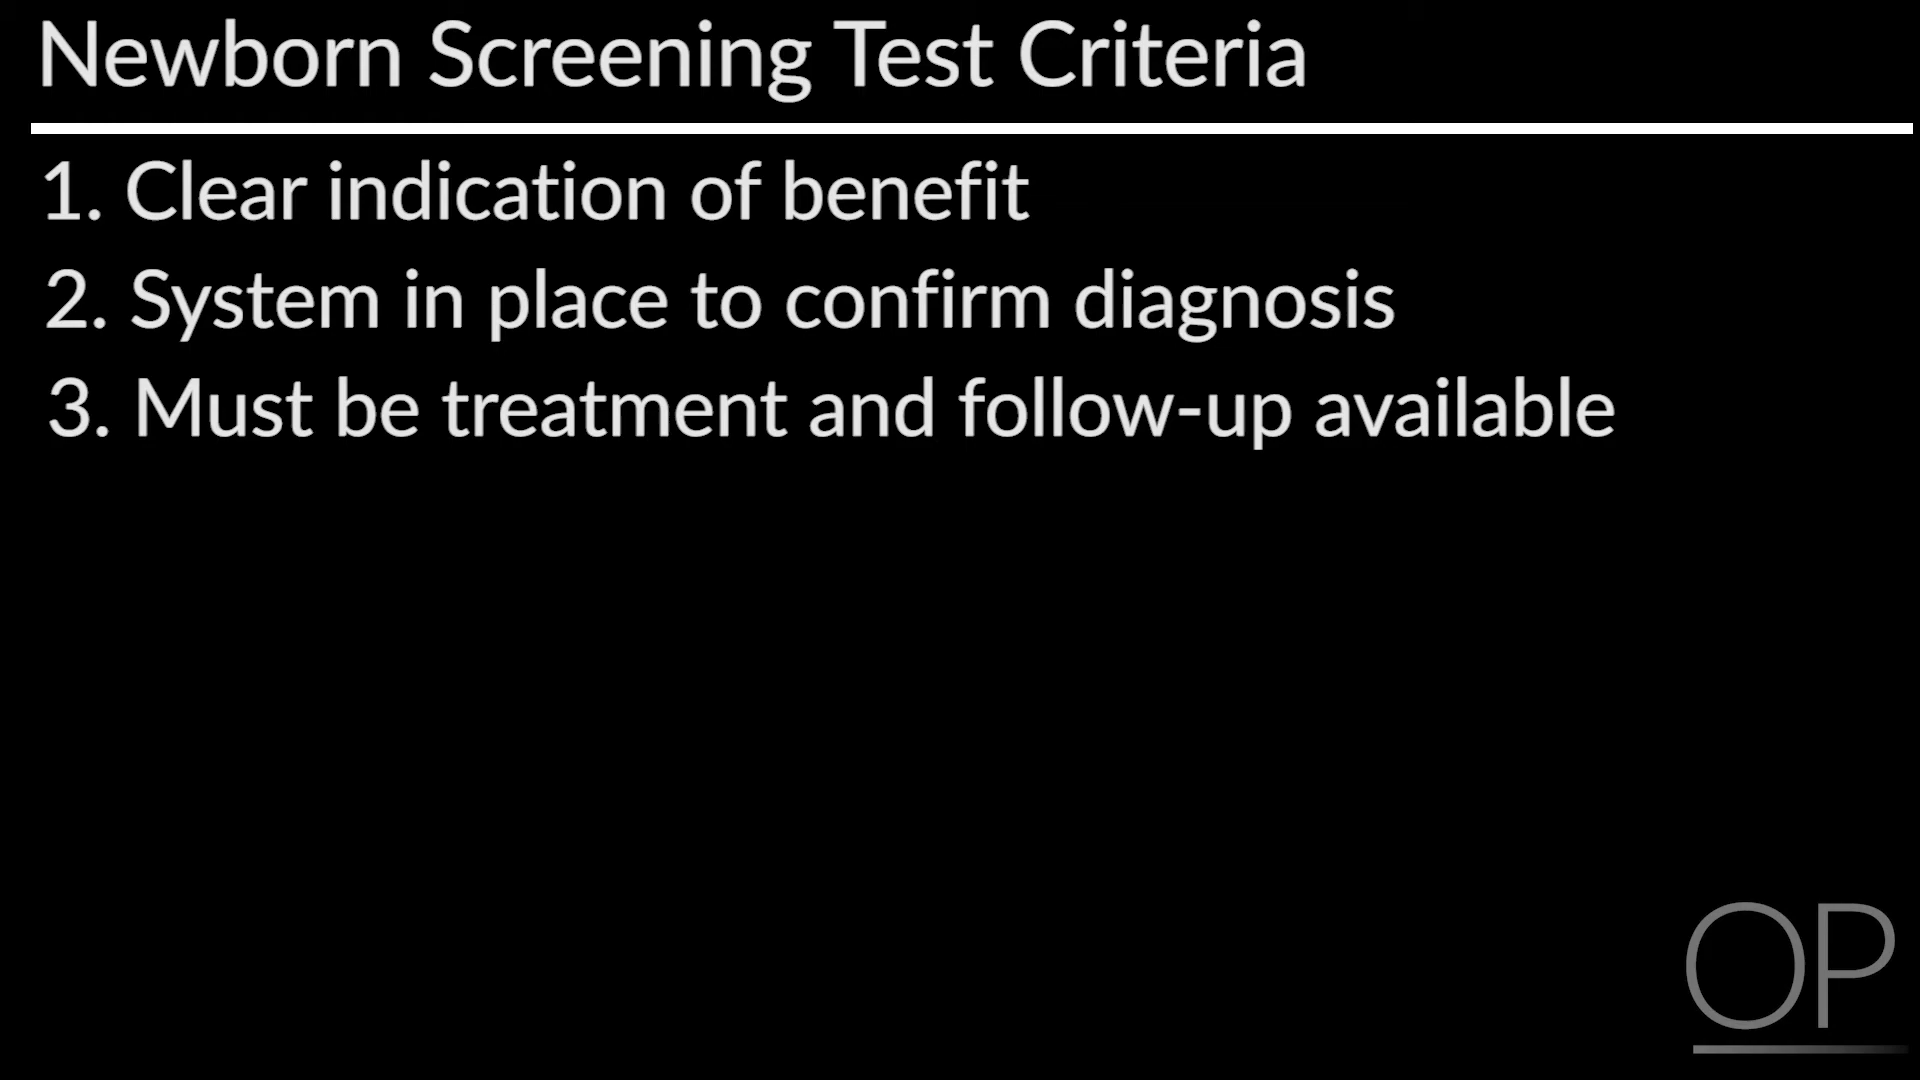 Newborn Screening Test Criteria
1. Clear indication of benefit
2. System in place to confirm diagnosis
3. Must be treatment and follow-up available
OP